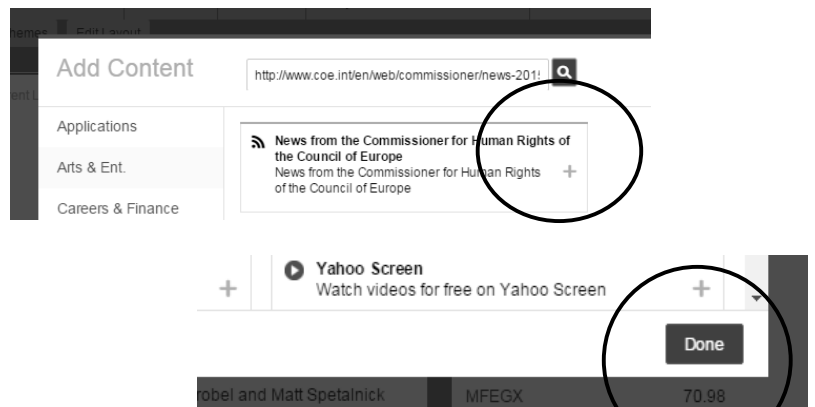 Edit Layout
Add Content
http://www.coe.int/en/web/commissioner/news-201
Applications
Arts & Ent.
Careers & Finance
News from the Commissioner for Human Rights of
the Council of Europe
News from the Commissioner for Human Rights
of the Council of Europe
+
+
Yahoo Screen
Watch videos for free on Yahoo Screen
+
Done
and Matt Spetalnick
MFEGX
70.98